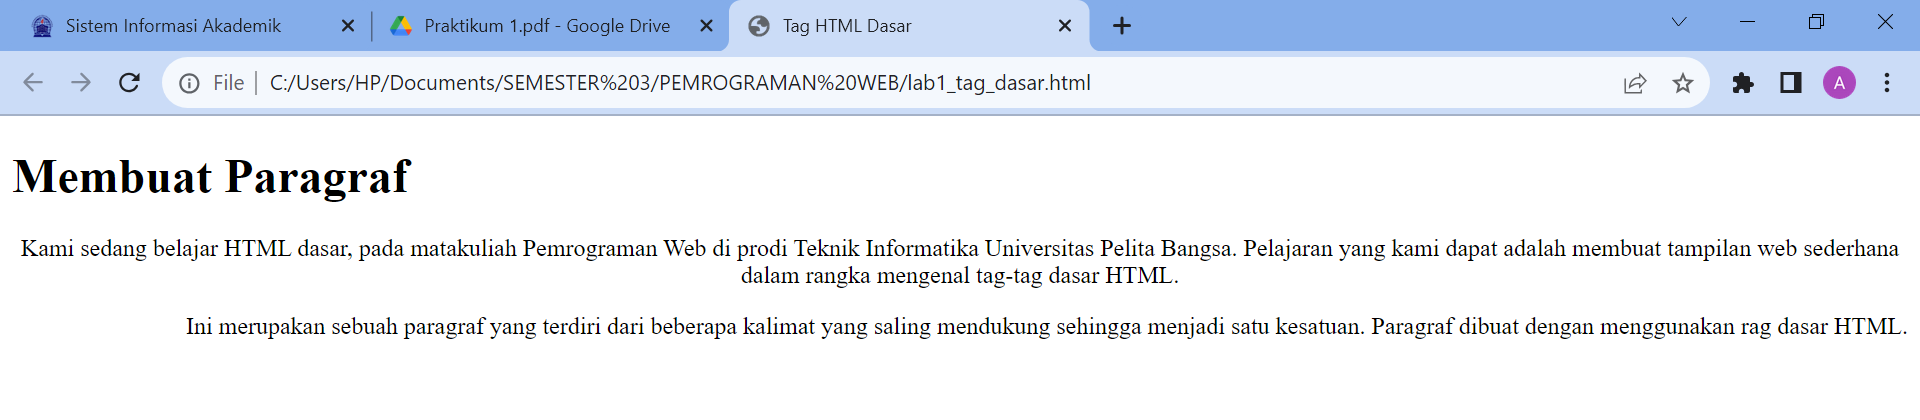 Sistem Informasi Akademik
Praktikum 1.pdf - Google Drive
Tag HTML Dasar
File
C:/Users/HP/Documents/SEMESTER%203/PEMROGRAMAN%20WEB/lab1_tag_dasar.html
A
Membuat Paragraf
Kami sedang belajar HTML dasar, pada matakuliah Pemrograman Web di prodi Teknik Informatika Universitas Pelita Bangsa. Pelajaran yang kami dapat adalah membuat tampilan web sederhana
dalam rangka mengenal tag-tag dasar HTML.
Ini merupakan sebuah paragraf yang terdiri dari beberapa kalimat yang saling mendukung sehingga menjadi satu kesatuan. Paragraf dibuat dengan menggunakan rag dasar HTML.